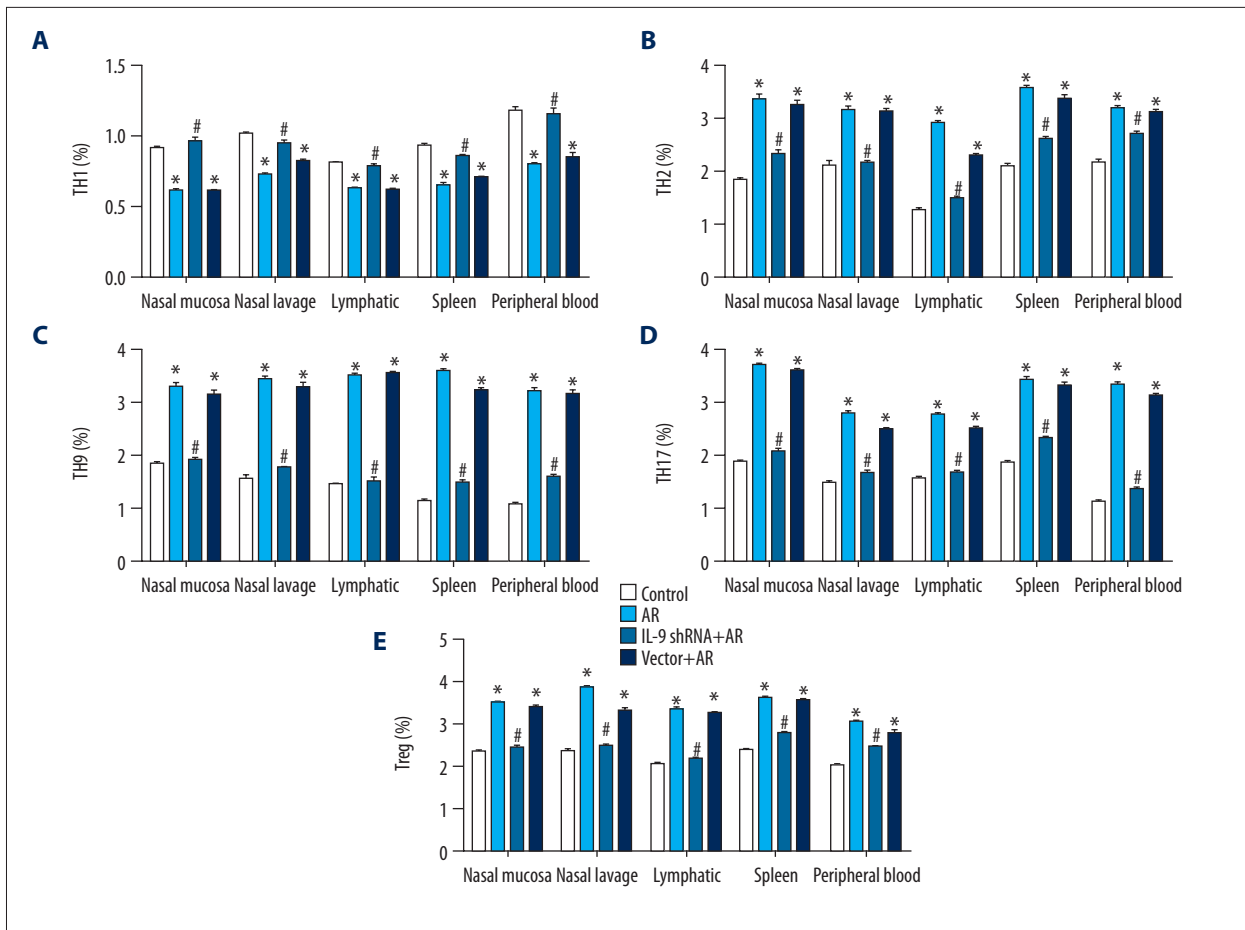 A
TH1 (%)
1.5
1.0
0.5
0.0
* # * * # * * # * * # * * # *
Nasal mucosa Nasal lavage Lymphatic Spleen Peripheral blood
B
TH2 (%)
4
3
2
1
0
* # * * # * * # * * # * * # *
Nasal mucosa Nasal lavage Lymphatic Spleen Peripheral blood
C
TH9 (%)
4
3
2
1
0
* # * * # * * # * * # * * # *
Nasal mucosa Nasal lavage Lymphatic Spleen Peripheral blood
D
TH17 (%)
4
3
2
1
0
* # * * # * * # * * # * * # *
Nasal mucosa Nasal lavage Lymphatic Spleen Peripheral blood
Control
AR
IL-9 shRNA+AR
Vector+AR
E
Treg (%)
5
4
3
2
1
0
* # * * # * * # * * # * * # *
Nasal mucosa Nasal lavage Lymphatic Spleen Peripheral blood